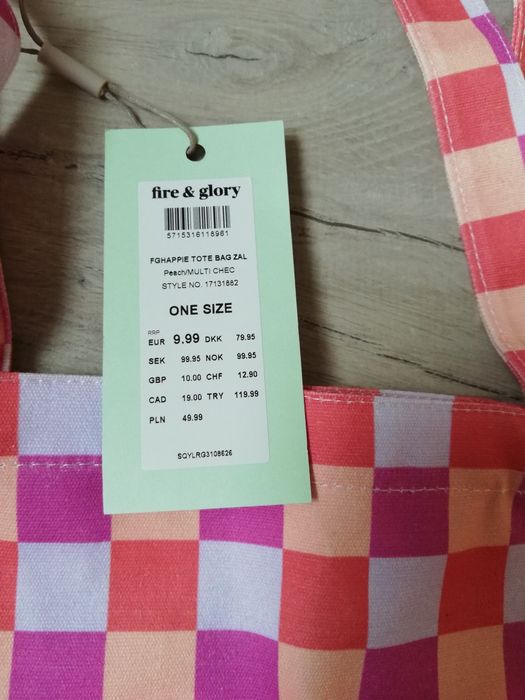 fire & glory
5715316118961
FGHAPPIE TOTE BAG ZAL
Peach/MULTI CHEC
STYLE NO. 17131682
ONE SIZE
RRP
EUR 9.99 DKK 79.95
SEK 99.95 NOK 99.95
GBP 10.00 CHF 12.90
CAD 19.00 TRY 119.99
PLN 49.99
SQYLRG3108626